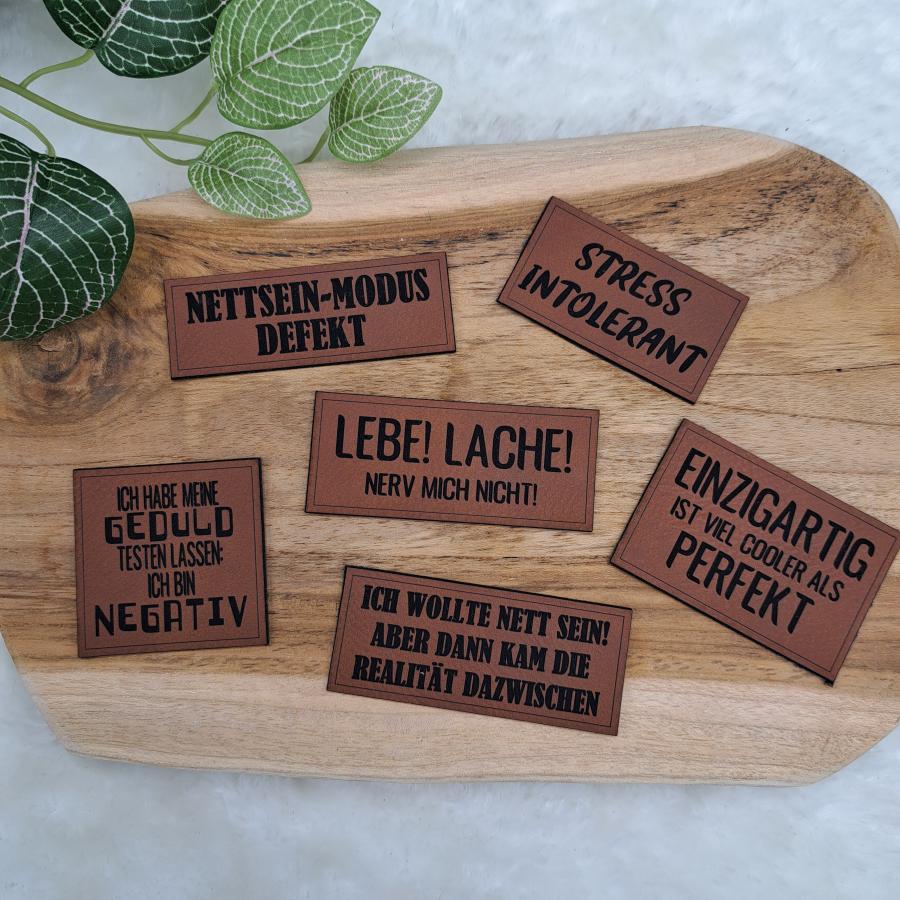 NETTSEIN-MODUS
DEFEKT
STRESS
INTOLERANT
LEBE! LACHE!
NERV MICH NICHT!
EINZIGARTIG
IST VIEL COOLER ALS
PERFEKT
ICH HABE MEINE
GEDULD
TESTEN LASSEN:
ICH BIN
NEGATIV
ICH WOLLTE NETT SEIN!
ABER DANN KAM DIE
REALITÄT DAZWISCHEN